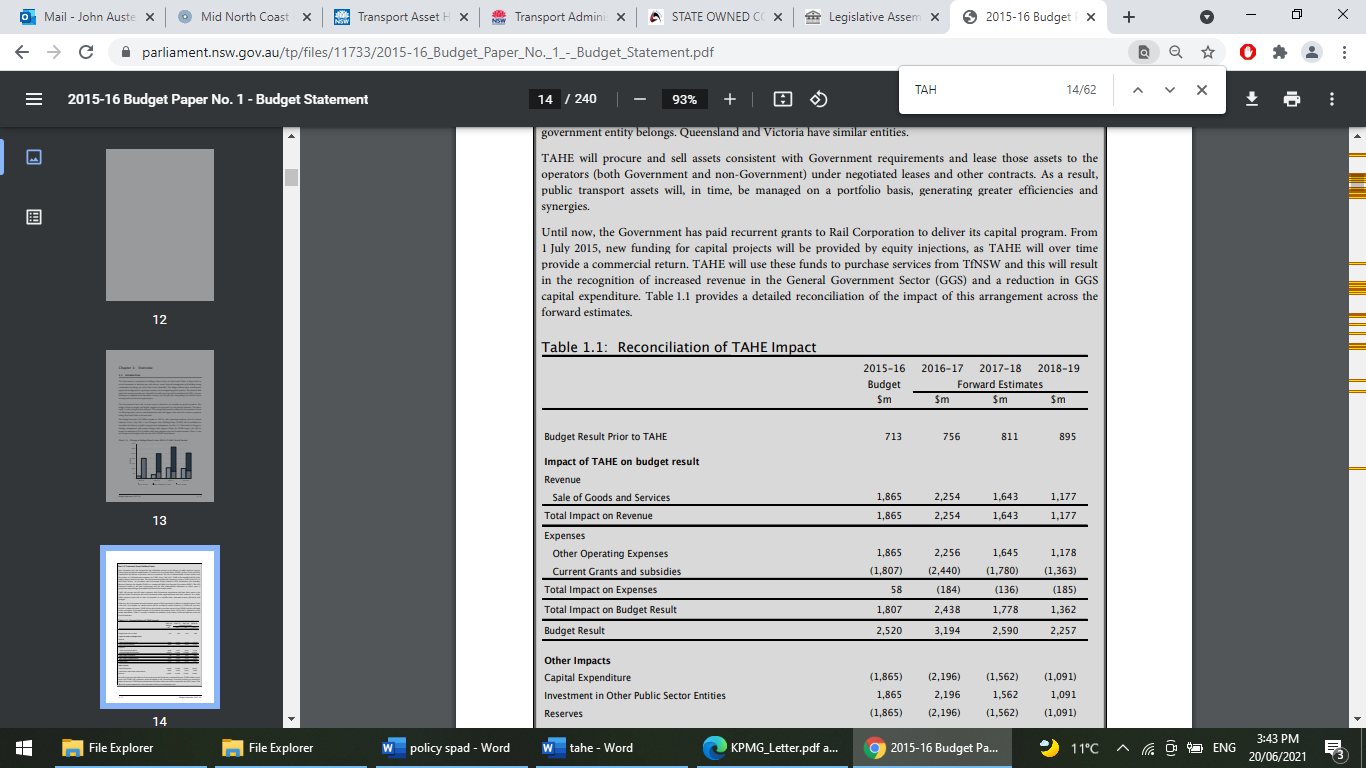 Mail - John Auste
Mid North Coast
Transport Asset H
Transport Adminis
STATE OWNED CO
Legislative Assem
2015-16 Budget
parliament.nsw.gov.au/tp/files/11733/2015-16_Budget_Paper_No._1_-_Budget_Statement.pdf
2015-16 Budget Paper No. 1 - Budget Statement
14 / 240
93%
TAH 14/62
12
13
14
government entity belongs. Queensland and Victoria have similar entities.
TAHE will procure and sell assets consistent with Government requirements and lease those assets to the
operators (both Government and non-Government) under negotiated leases and other contracts. As a result,
public transport assets will, in time, be managed on a portfolio basis, generating greater efficiencies and
synergies.
Until now, the Government has paid recurrent grants to Rail Corporation to deliver its capital program. From
1 July 2015, new funding for capital projects will be provided by equity injections, as TAHE will over time
provide a commercial return. TAHE will use these funds to purchase services from TfNSW and this will result
in the recognition of increased revenue in the General Government Sector (GGS) and a reduction in GGS
capital expenditure. Table 1.1 provides a detailed reconciliation of the impact of this arrangement across the
forward estimates.
Table 1.1: Reconciliation of TAHE Impact
2015-16 2016-17 2017-18 2018-19
Budget Forward Estimates
$m $m $m $m
Budget Result Prior to TAHE 713 756 811 895
Impact of TAHE on budget result
Revenue
Sale of Goods and Services 1,865 2,254 1,643 1,177
Total Impact on Revenue 1,865 2,254 1,643 1,177
Expenses
Other Operating Expenses 1,865 2,256 1,645 1,178
Current Grants and subsidies (1,807) (2,440) (1,780) (1,363)
Total Impact on Expenses 58 (184) (136) (185)
Total Impact on Budget Result 1,807 2,438 1,778 1,362
Budget Result 2,520 3,194 2,590 2,257
Other Impacts
Capital Expenditure (1,865) (2,196) (1,562) (1,091)
Investment in Other Public Sector Entities 1,865 2,196 1,562 1,091
Reserves (1,865) (2,196) (1,562) (1,091)
File Explorer
File Explorer
policy spad - Word
tahe - Word
KPMG_Letter.pdf a...
2015-16 Budget Pa...
11°C
ENG
3:43 PM
20/06/2021
3